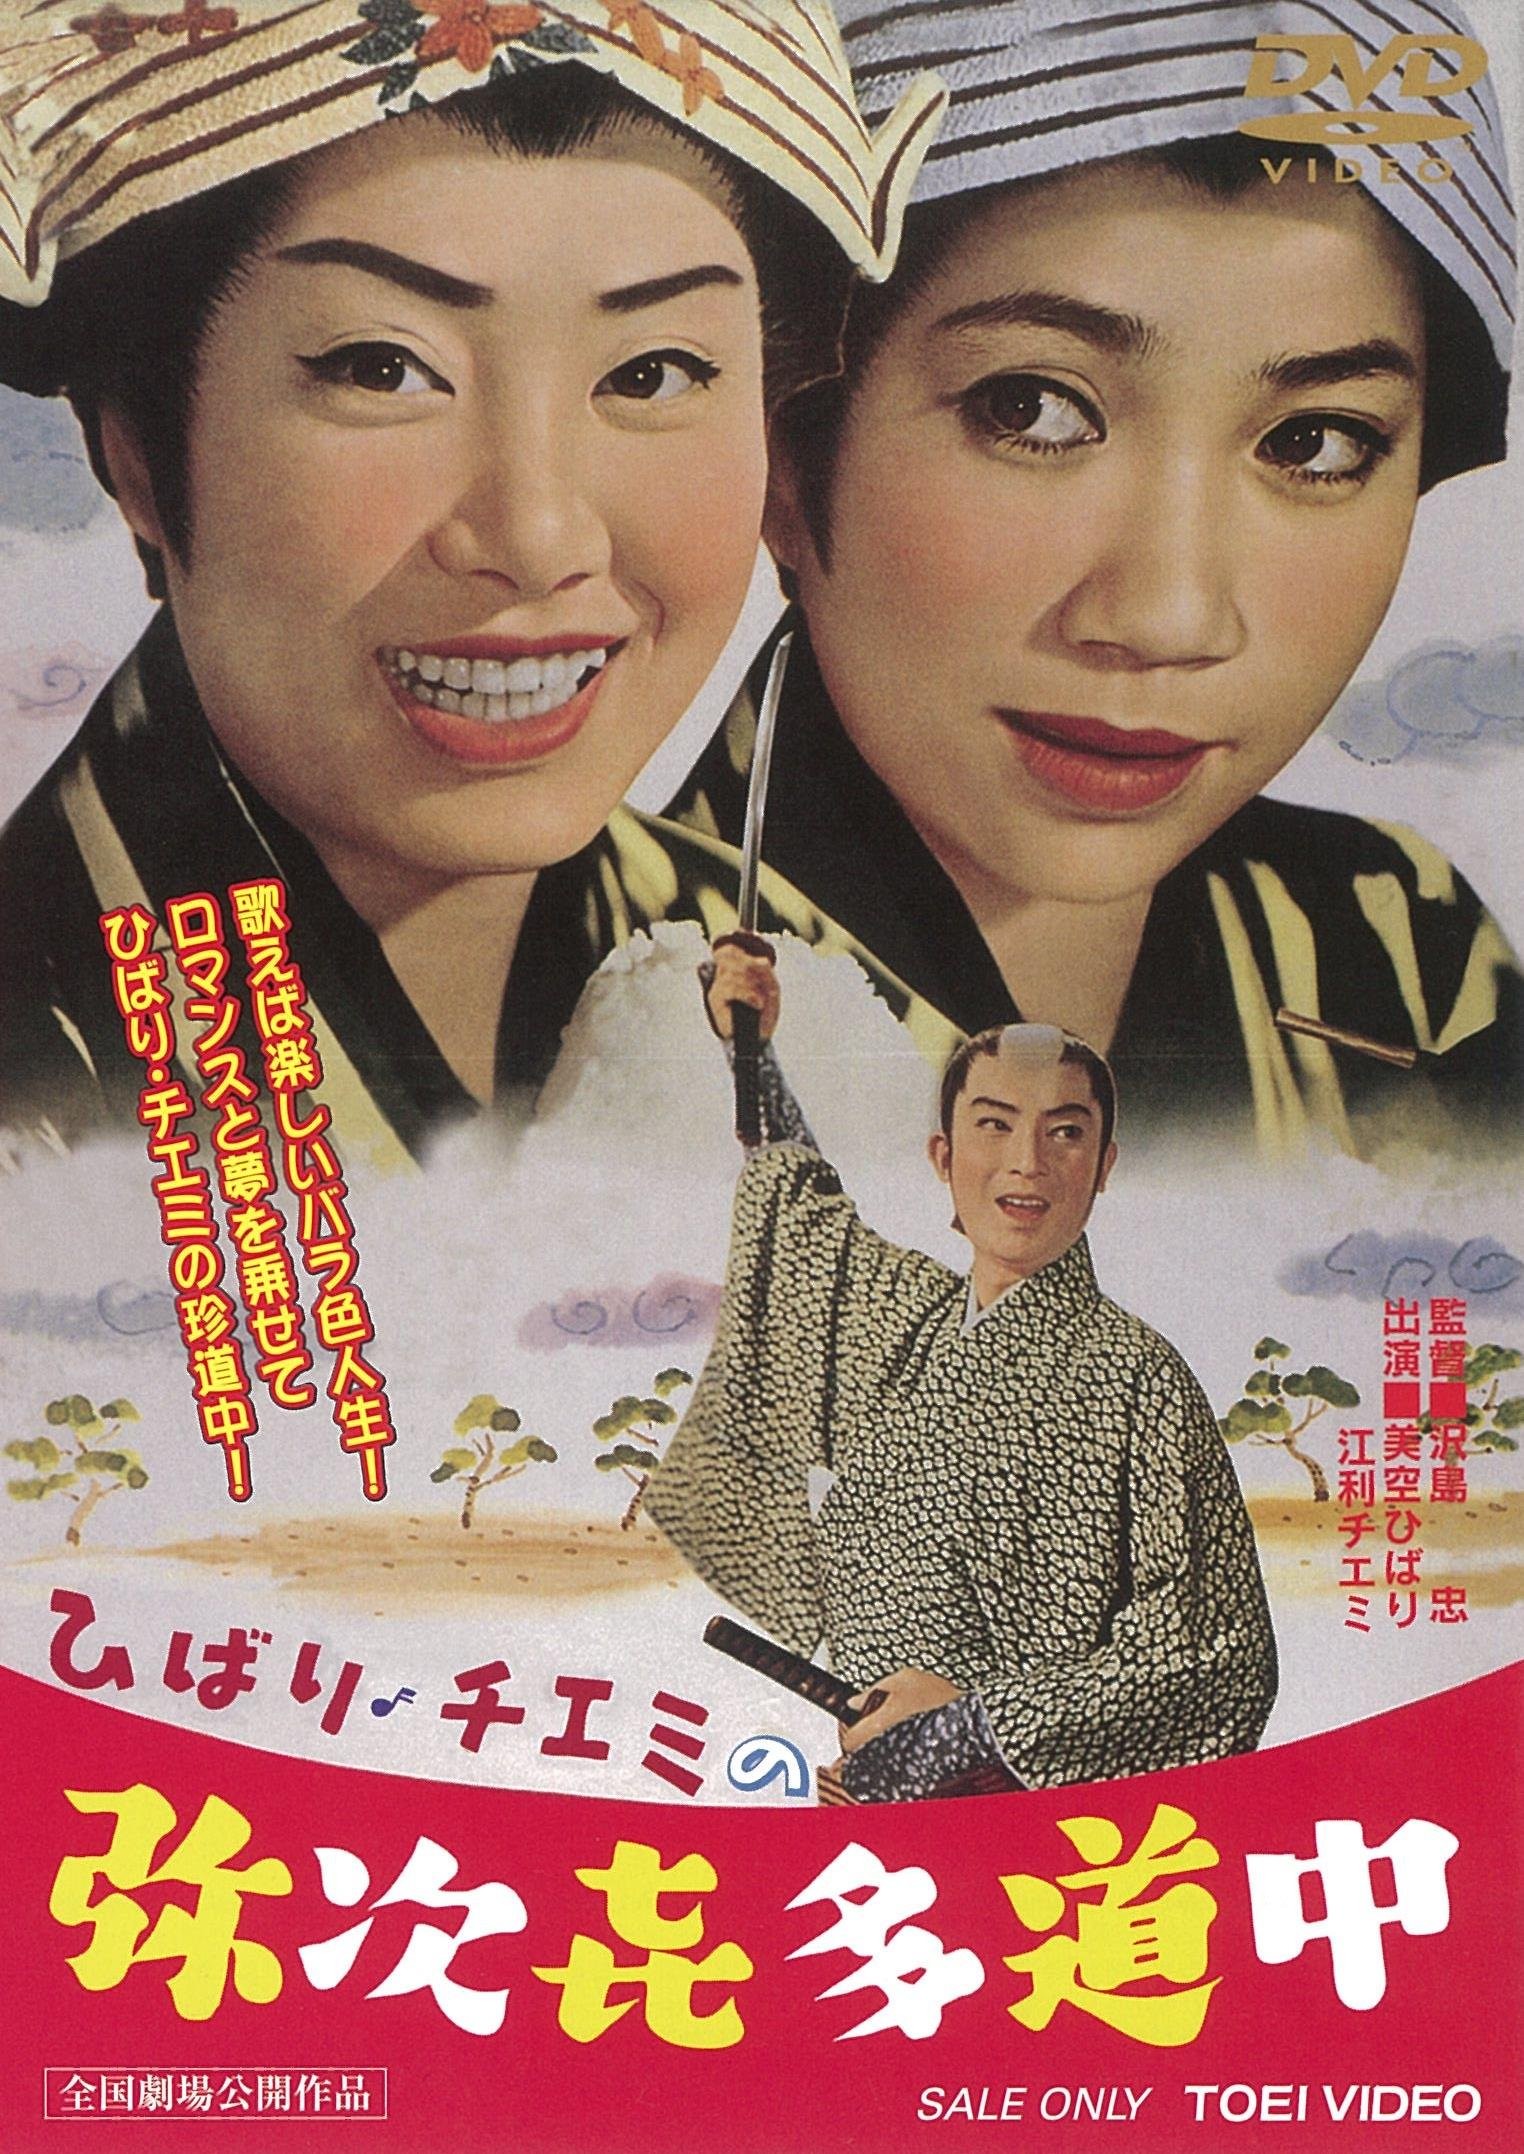 DVD
VIDEO
歌えば楽しいバラ色人生！
ロマンスと夢を乗せて
ひばり・チエミの珍道中！
監督■沢島　忠
出演■美空ひばり
江利チエミ
ひばり♪チエミの
弥次㐂多道中
全国劇場公開作品
SALE ONLY TOEI VIDEO